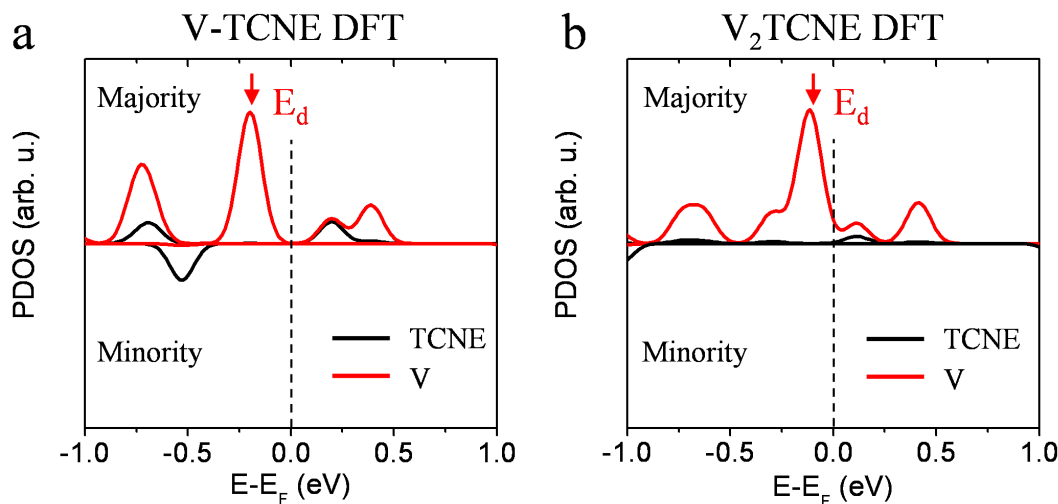 a
V-TCNE DFT
Majority
E_d
Minority
TCNE
V
PDOS (arb. u.)
-1.0 -0.5 0.0 0.5 1.0
E-E_F (eV)
b
V₂TCNE DFT
Majority
E_d
Minority
TCNE
V
PDOS (arb. u.)
-1.0 -0.5 0.0 0.5 1.0
E-E_F (eV)